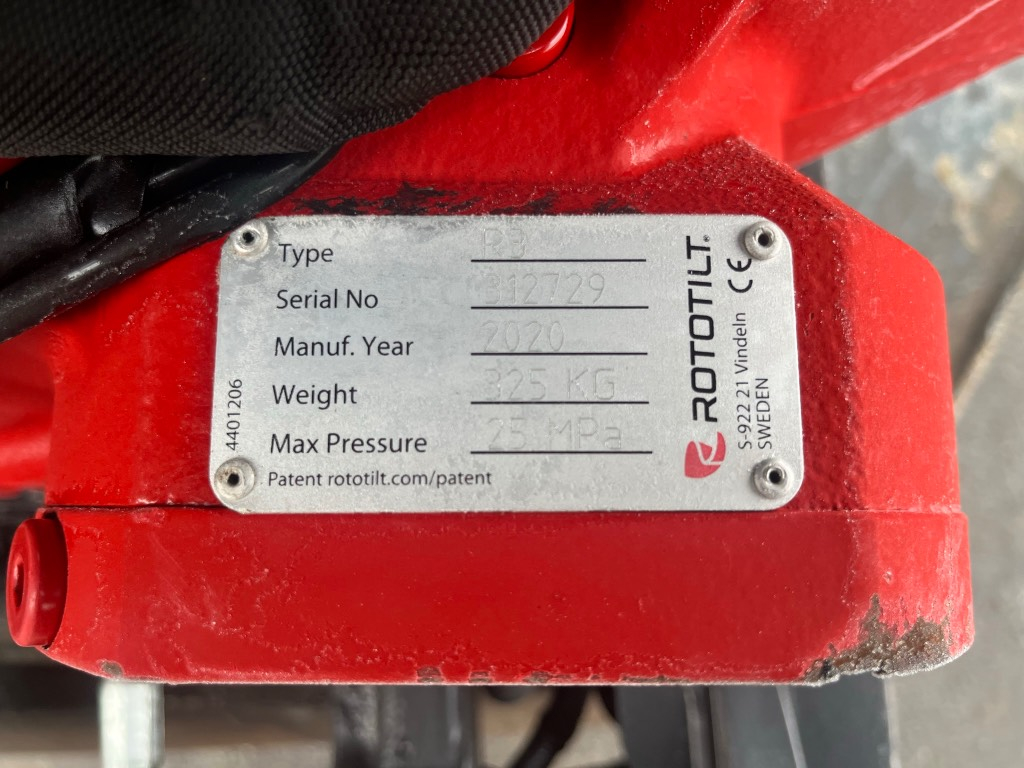 Type R3
Serial No 312729
Manuf. Year 2020
Weight 325 KG
Max Pressure 25 MPa
Patent rototilt.com/patent
4401206
ROTOTILT®
S-922 21 Vindeln
SWEDEN
CE